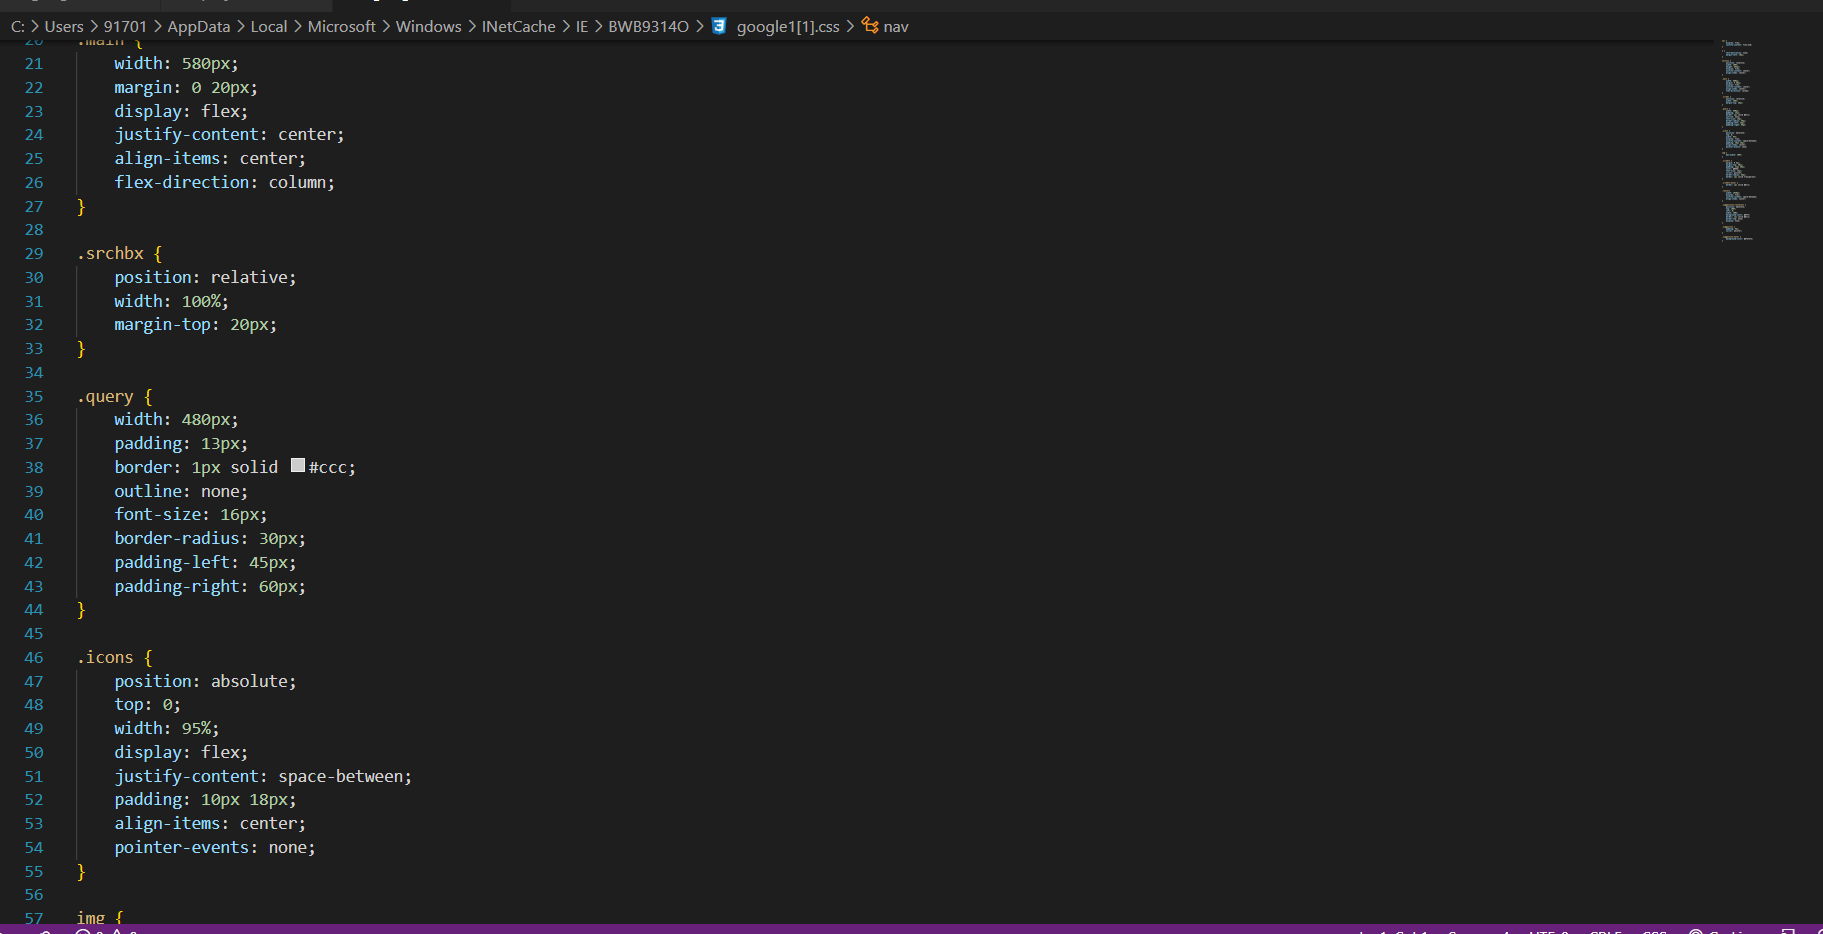 C: > Users > 91701 > AppData > Local > Microsoft > Windows > INetCache > IE > BWB9314O > google1[1].css > nav
20 .main {
21 width: 580px;
22 margin: 0 20px;
23 display: flex;
24 justify-content: center;
25 align-items: center;
26 flex-direction: column;
27 }
28
29 .srchbx {
30 position: relative;
31 width: 100%;
32 margin-top: 20px;
33 }
34
35 .query {
36 width: 480px;
37 padding: 13px;
38 border: 1px solid #ccc;
39 outline: none;
40 font-size: 16px;
41 border-radius: 30px;
42 padding-left: 45px;
43 padding-right: 60px;
44 }
45
46 .icons {
47 position: absolute;
48 top: 0;
49 width: 95%;
50 display: flex;
51 justify-content: space-between;
52 padding: 10px 18px;
53 align-items: center;
54 pointer-events: none;
55 }
56
57 img {